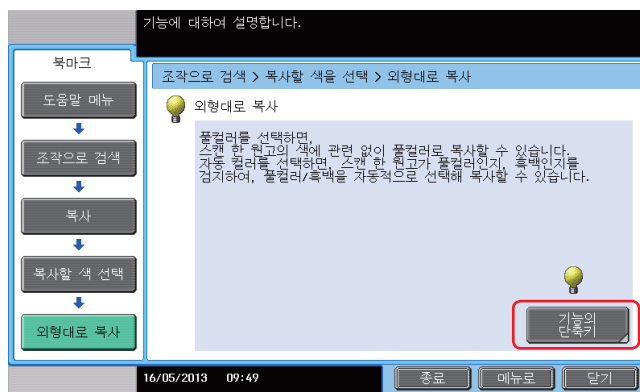 기능에 대하여 설명합니다.
북마크
도움말 메뉴
조작으로 검색
복사
복사할 색 선택
외형대로 복사
조작으로 검색 > 복사할 색을 선택 > 외형대로 복사
외형대로 복사
풀컬러를 선택하면,
스캔 한 원고의 색에 관련 없이 풀컬러로 복사할 수 있습니다.
자동 컬러를 선택하면, 스캔 한 원고가 풀컬러인지, 흑백인지를
검지하여, 풀컬러/흑백을 자동적으로 선택해 복사할 수 있습니다.
기능의
단축키
16/05/2013 09:49
종료
메뉴로
닫기